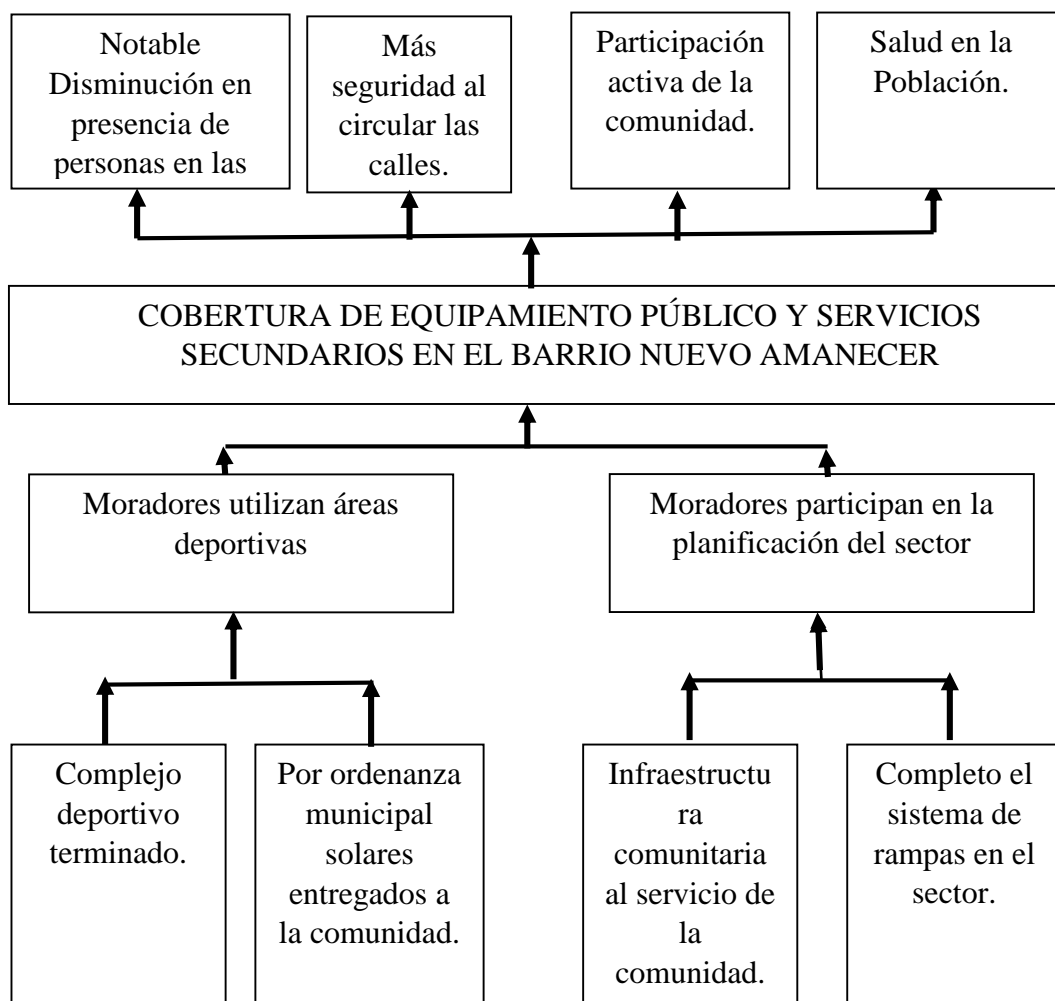 Notable
Disminución en
presencia de
personas en las
Más
seguridad al
circular las
calles.
Participación
activa de la
comunidad.
Salud en la
Población.
COBERTURA DE EQUIPAMIENTO PÚBLICO Y SERVICIOS
SECUNDARIOS EN EL BARRIO NUEVO AMANECER
Moradores utilizan áreas
deportivas
Moradores participan en la
planificación del sector
Complejo
deportivo
terminado.
Por ordenanza
municipal
solares
entregados a
la comunidad.
Infraestructu
ra
comunitaria
al servicio de
la
comunidad.
Completo el
sistema de
rampas en el
sector.